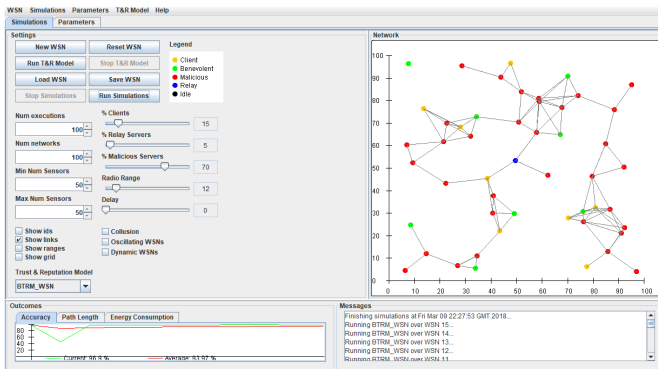 WSN Simulations Parameters T&R Model Help
Simulations Parameters
Settings
New WSN Reset WSN
Run T&R Model Stop T&R Model
Load WSN Save WSN
Stop Simulations Run Simulations
Legend
Client
Benevolent
Malicious
Relay
Idle
Num executions
100
Num networks
100
Min Num Sensors
50
Max Num Sensors
50
% Clients
15
% Relay Servers
5
% Malicious Servers
70
Radio Range
12
Delay
0
Show ids
Show links
Show ranges
Show grid
Collusion
Oscillating WSNs
Dynamic WSNs
Trust & Reputation Model
BTRM_WSN
Network
100
90
80
70
60
50
40
30
20
10
0
0 10 20 30 40 50 60 70 80 90 100
Outcomes
Accuracy Path Length Energy Consumption
80
60
40
20
Current: 96.9 % Average: 93.97 %
Messages
Finishing simulations at Fri Mar 09 22:27:53 GMT 2018...
Running BTRM_WSN over WSN 15...
Running BTRM_WSN over WSN 14...
Running BTRM_WSN over WSN 13...
Running BTRM_WSN over WSN 12...
Running BTRM_WSN over WSN 11...